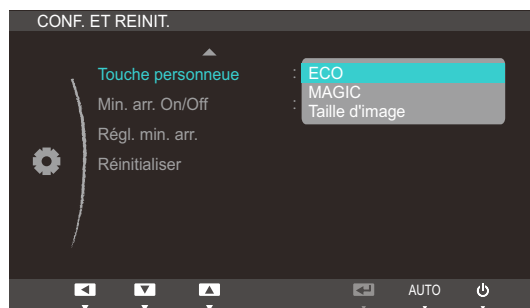 CONF. ET REINIT.
Touche personneue : ECO
MAGIC
Min. arr. On/Off : Taille d'image
Régl. min. arr.
Réinitialiser
AUTO